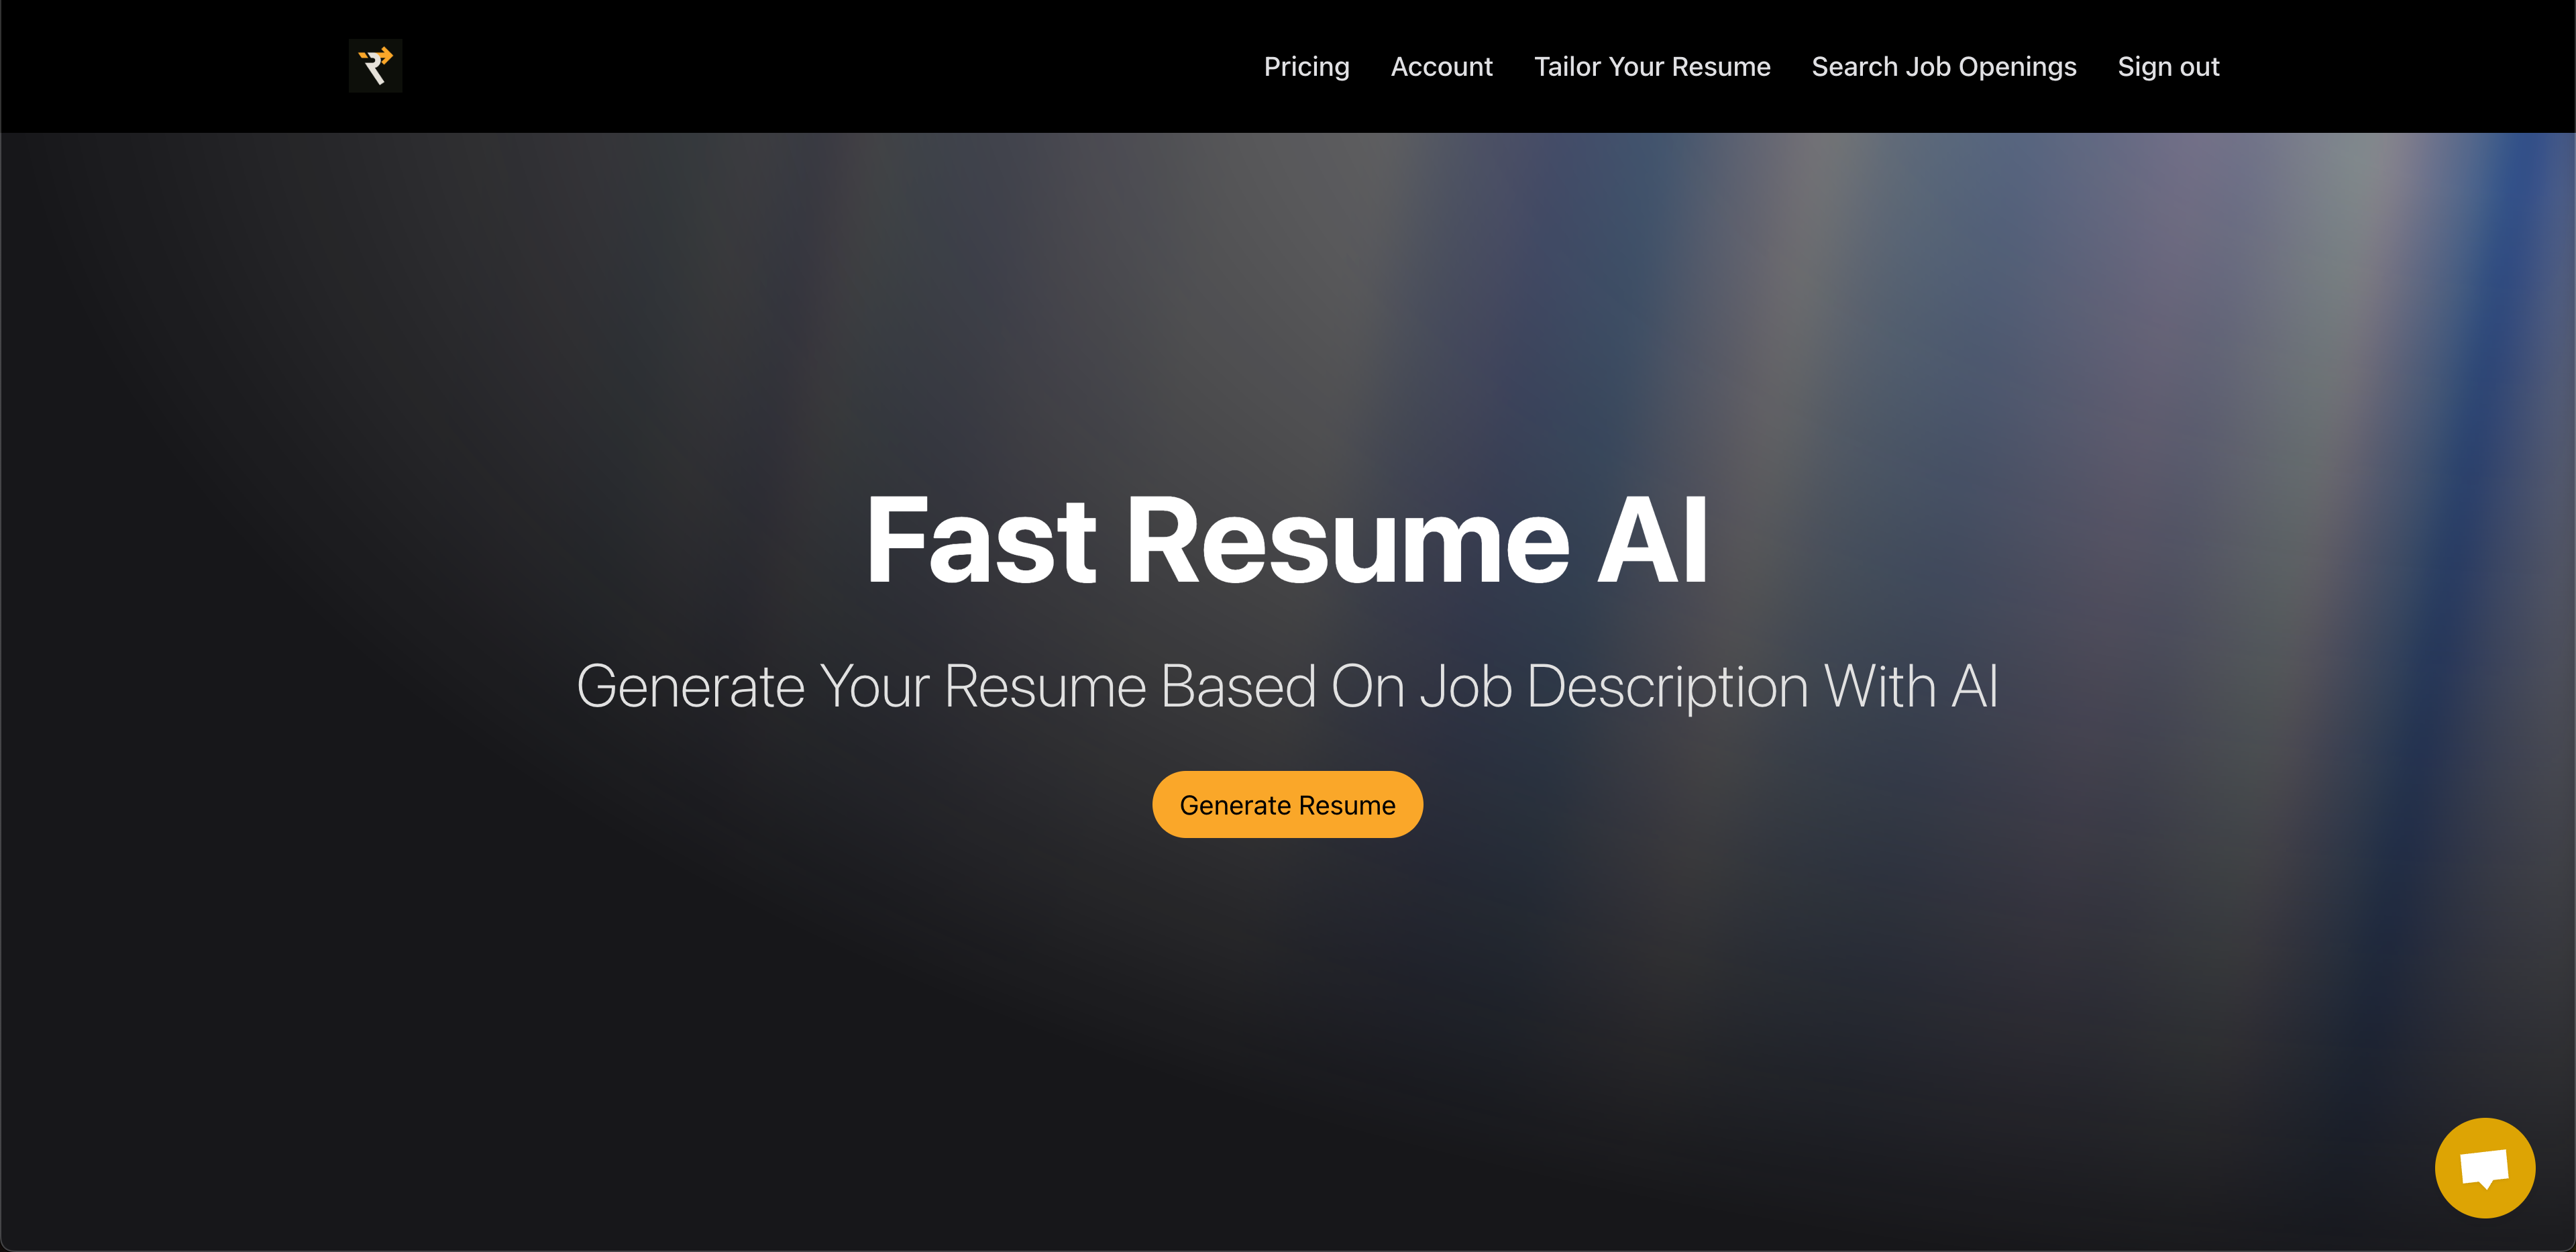 Pricing Account Tailor Your Resume Search Job Openings Sign out
Fast Resume AI
Generate Your Resume Based On Job Description With AI
Generate Resume